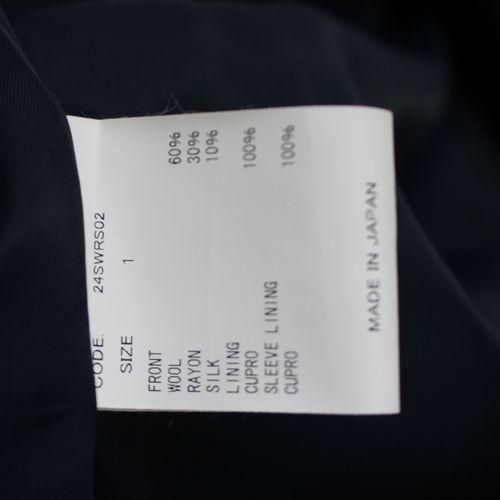 CODE. 24SWRS02
SIZE 1
FRONT
WOOL 60%
RAYON 30%
SILK 10%
LINING
CUPRO 100%
SLEEVE LINING
CUPRO 100%
MADE IN JAPAN